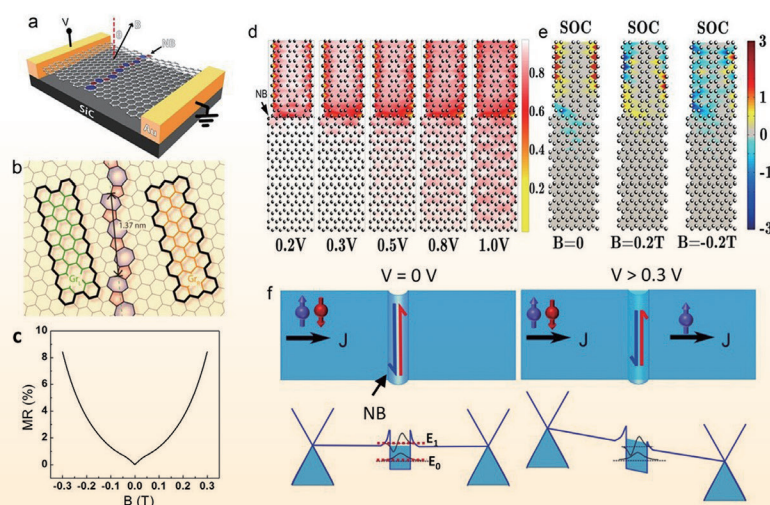 a
V
B
θ
B
NB
SiC
Au
b
1.37 nm
Gr
Gr
c
MR (%)
10
8
6
4
2
0
-0.3 -0.2 -0.1 0.0 0.1 0.2 0.3
B (T)
d
NB
0.2V 0.3V 0.5V 0.8V 1.0V
0.8
0.6
0.4
0.2
e
SOC SOC SOC
B=0 B=0.2T B=-0.2T
3
1
0
-1
-3
f
V = 0 V
V > 0.3 V
J
NB
J
J
E1
E0